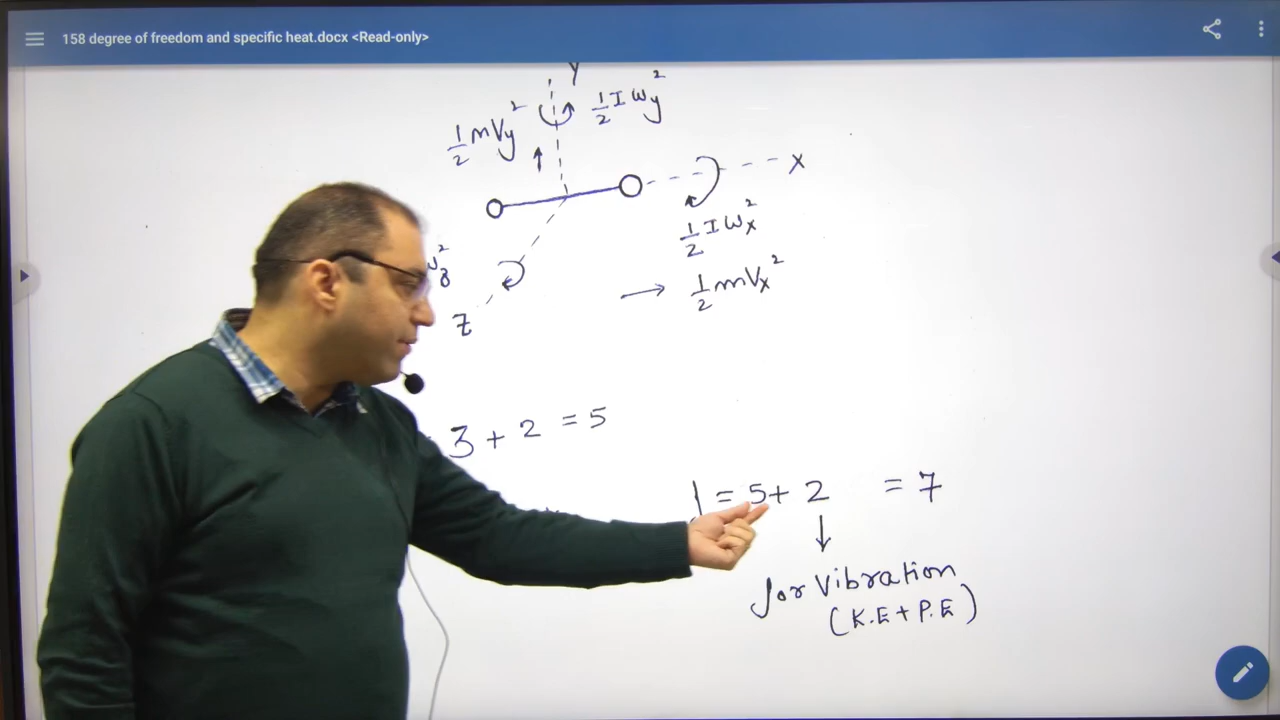 158 degree of freedom and specific heat.docx <Read-only>
Y
½mVy² ½Iωy²
X
½Iωx²
→ ½mVx²
Z
3 + 2 = 5
= 5 + 2 = 7
↓
for Vibration
(K.E + P.E)